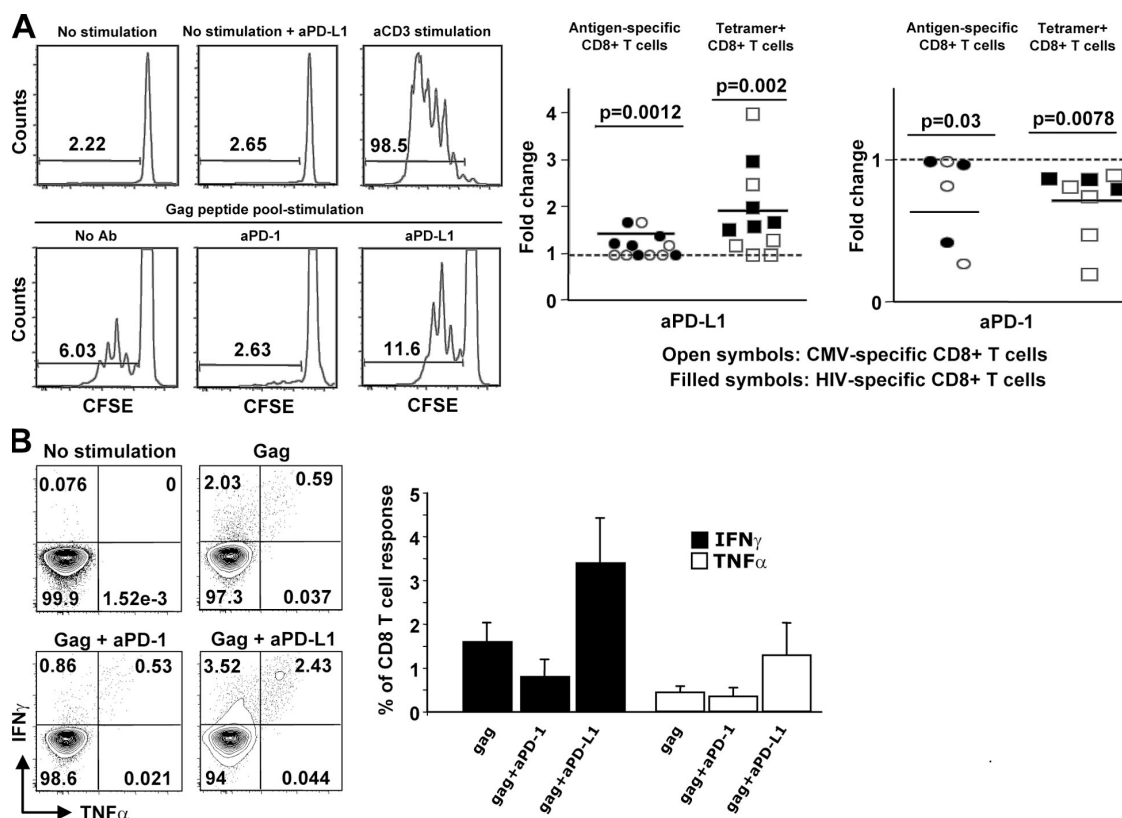 A
No stimulation
No stimulation + aPD-L1
aCD3 stimulation
Counts
2.22
2.65
98.5
Gag peptide pool-stimulation
No Ab
aPD-1
aPD-L1
Counts
6.03
2.63
11.6
CFSE
CFSE
CFSE
Antigen-specific
CD8+ T cells
Tetramer+
CD8+ T cells
p=0.0012
p=0.002
Fold change
4
3
2
1
0
aPD-L1
Antigen-specific
CD8+ T cells
Tetramer+
CD8+ T cells
p=0.03
p=0.0078
Fold change
1
0
aPD-1
Open symbols: CMV-specific CD8+ T cells
Filled symbols: HIV-specific CD8+ T cells
B
No stimulation
Gag
0.076
0
2.03
0.59
99.9
1.52e-3
97.3
0.037
Gag + aPD-1
Gag + aPD-L1
0.86
0.53
3.52
2.43
98.6
0.021
94
0.044
IFNγ
TNFα
% of CD8 T cell response
5
4
3
2
1
0
IFNγ
TNFα
gag
gag+aPD-1
gag+aPD-L1
gag
gag+aPD-1
gag+aPD-L1